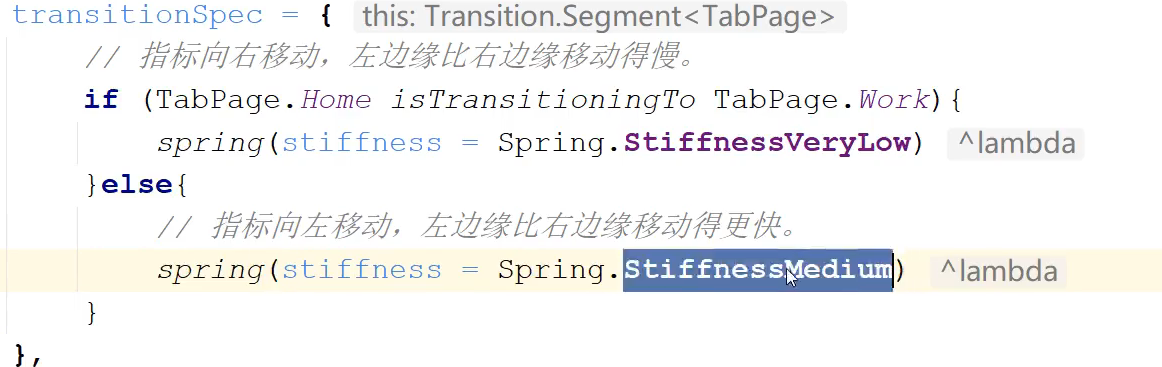 transitionSpec = { this: Transition.Segment<TabPage>
// 指标向右移动，左边缘比右边缘移动得慢。
if (TabPage.Home isTransitioningTo TabPage.Work){
spring(stiffness = Spring.StiffnessVeryLow) ^lambda
}else{
// 指标向左移动，左边缘比右边缘移动得更快。
spring(stiffness = Spring.StiffnessMedium) ^lambda
}
},